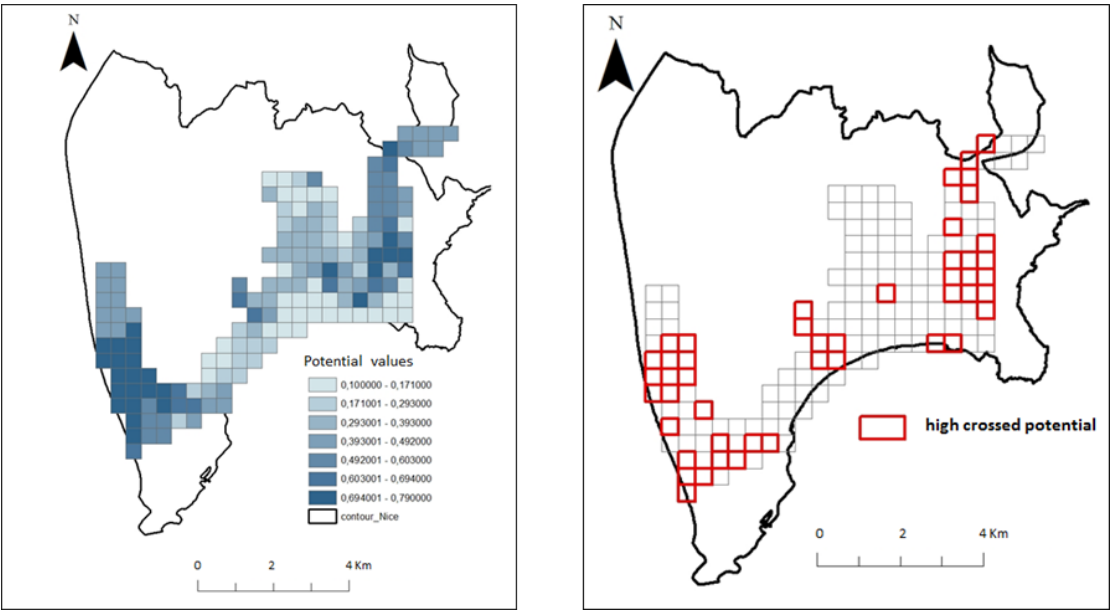 N
Potential values
0,100000 - 0,171000
0,171001 - 0,293000
0,293001 - 0,393000
0,393001 - 0,492000
0,492001 - 0,603000
0,603001 - 0,694000
0,694001 - 0,790000
contour_Nice
0 2 4 Km
N
high crossed potential
0 2 4 Km